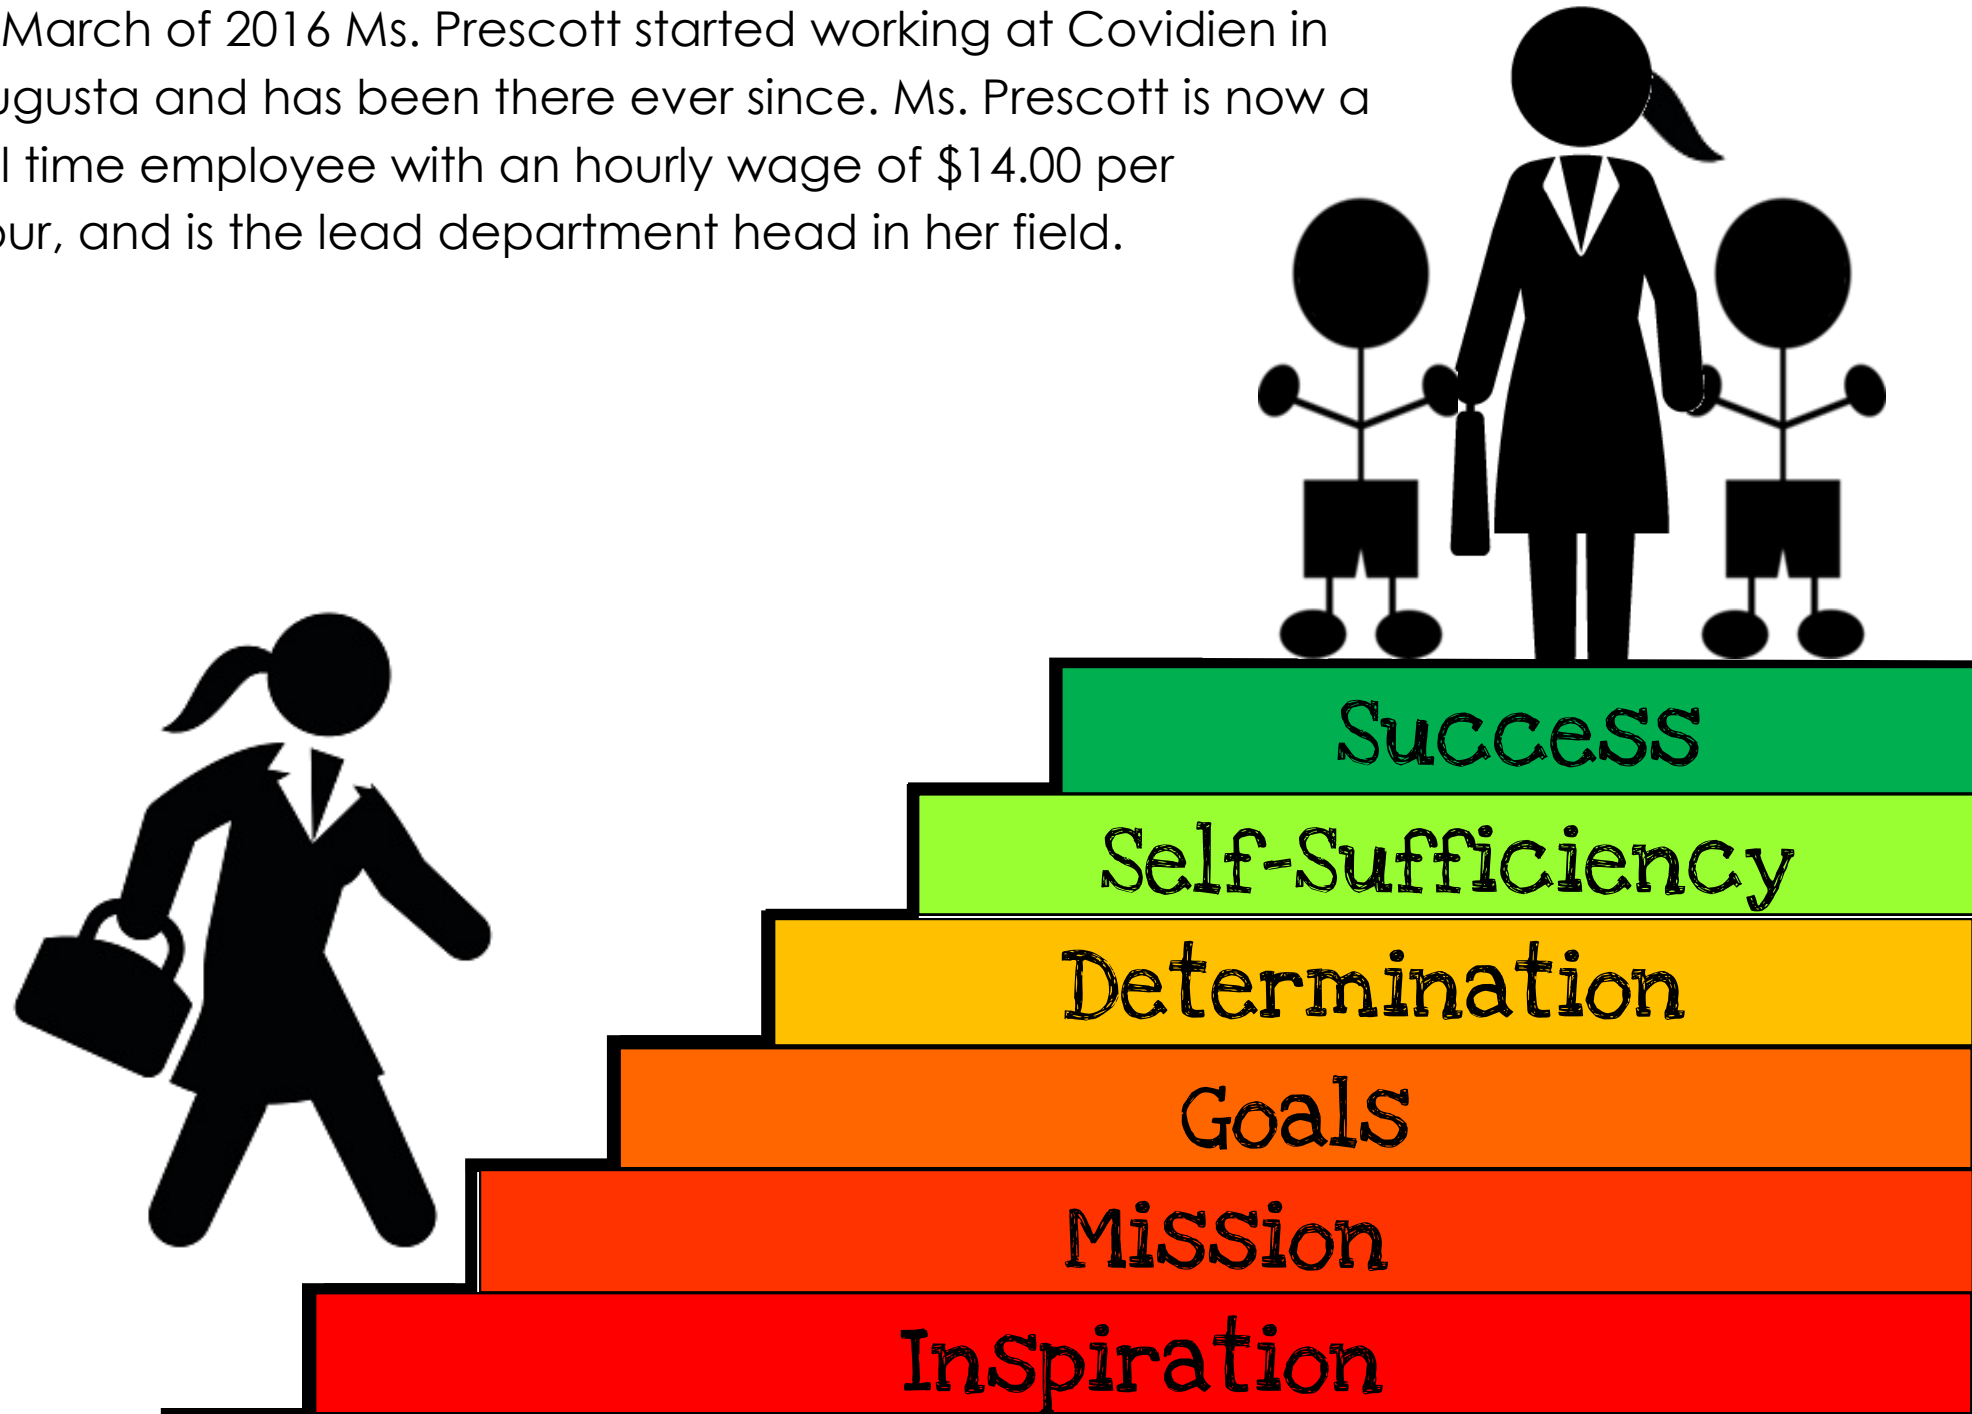 March of 2016 Ms. Prescott started working at Covidien in
ugusta and has been there ever since. Ms. Prescott is now a
l time employee with an hourly wage of $14.00 per
our, and is the lead department head in her field.
Success
Self-Sufficiency
Determination
Goals
Mission
Inspiration